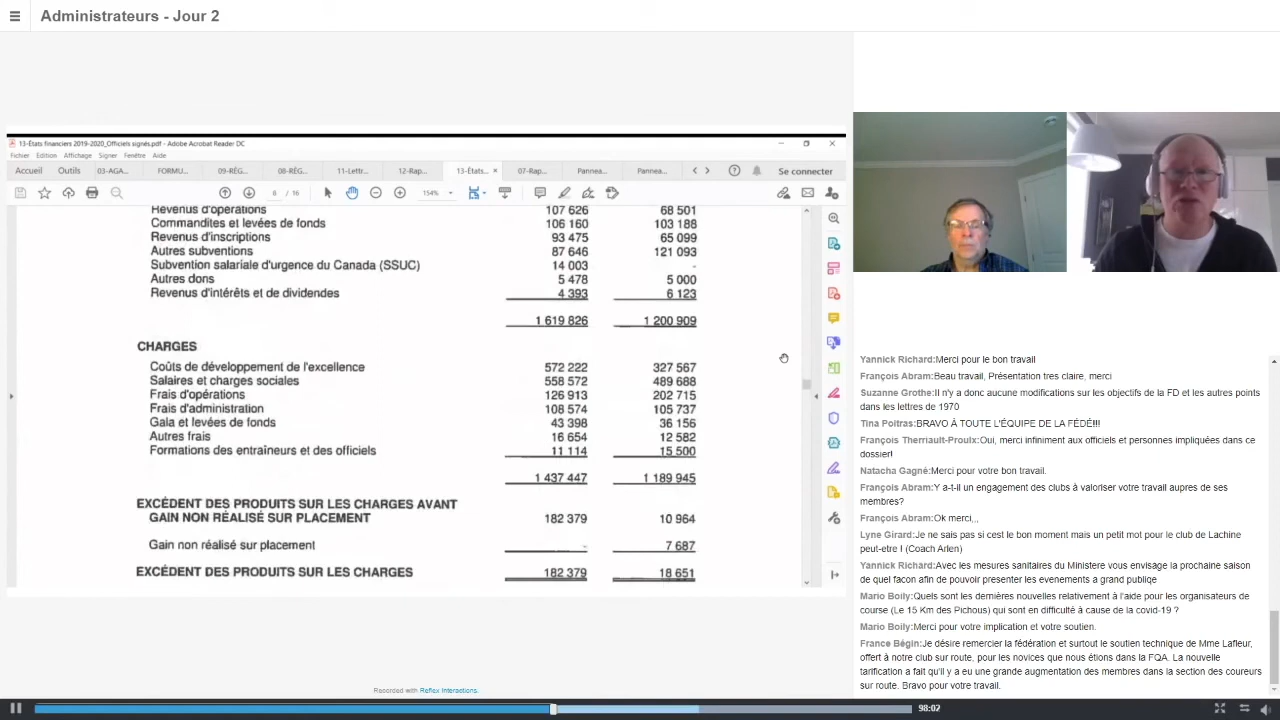 Administrateurs - Jour 2
13-États financiers 2019-2020_Officiels signés.pdf - Adobe Acrobat Reader DC
Fichier Edition Affichage Signer Fenêtre Aide
Accueil Outils 03-AGA... FORMU... 09-RÉG... 08-RÉG... 11-Lettr... 12-Rap... 13-États... × 07-Rap... Pannea... Pannea... Se connecter
8 / 16 154%
Revenus d'opérations 107 626 68 501
Commandites et levées de fonds 106 160 103 188
Revenus d'inscriptions 93 475 65 099
Autres subventions 87 646 121 093
Subvention salariale d'urgence du Canada (SSUC) 14 003 -
Autres dons 5 478 5 000
Revenus d'intérêts et de dividendes 4 393 6 123
1 619 826 1 200 909
CHARGES
Coûts de développement de l'excellence 572 222 327 567
Salaires et charges sociales 558 572 489 688
Frais d'opérations 126 913 202 715
Frais d'administration 108 574 105 737
Gala et levées de fonds 43 398 36 156
Autres frais 16 654 12 582
Formations des entraîneurs et des officiels 11 114 15 500
1 437 447 1 189 945
EXCÉDENT DES PRODUITS SUR LES CHARGES AVANT
GAIN NON RÉALISÉ SUR PLACEMENT 182 379 10 964
Gain non réalisé sur placement - 7 687
EXCÉDENT DES PRODUITS SUR LES CHARGES 182 379 18 651
Yannick Richard:Merci pour le bon travail
François Abram:Beau travail, Présentation tres claire, merci
Suzanne Grothe:Il n'y a donc aucune modifications sur les objectifs de la FD et les autres points
dans les lettres de 1970
Tina Poitras:BRAVO À TOUTE L'ÉQUIPE DE LA FÉDÉ!!!
François Therriault-Proulx:Oui, merci infiniment aux officiels et personnes impliquées dans ce
dossier!
Natacha Gagné:Merci pour votre bon travail.
François Abram:Y a-t-il un engagement des clubs à valoriser votre travail aupres de ses
membres?
François Abram:Ok merci,,,
Lyne Girard:Je ne sais pas si cest le bon moment mais un petit mot pour le club de Lachine
peut-etre ! (Coach Arlen)
Yannick Richard:Avec les mesures sanitaires du Ministere vous envisage la prochaine saison
de quel facon afin de pouvoir presenter les evenements a grand publiqe
Mario Boily:Quels sont les dernières nouvelles relativement à l'aide pour les organisateurs de
course (Le 15 Km des Pichous) qui sont en difficulté à cause de la covid-19 ?
Mario Boily:Merci pour votre implication et votre soutien.
France Bégin:Je désire remercier la fédération et surtout le soutien technique de Mme Lafleur,
offert à notre club sur route, pour les novices que nous étions dans la FQA. La nouvelle
tarification a fait qu'il y a eu une grande augmentation des membres dans la section des coureurs
sur route. Bravo pour votre travail.
Recorded with Reflex Interactions.
98:02